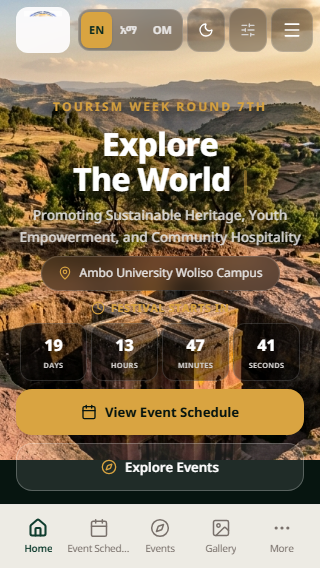 EN አማ OM
TOURISM WEEK ROUND 7TH
Explore
The World
Promoting Sustainable Heritage, Youth
Empowerment, and Community Hospitality
Ambo University Woliso Campus
19 13 47 41
DAYS HOURS MINUTES SECONDS
View Event Schedule
Explore Events
Home Event Sched... Events Gallery More